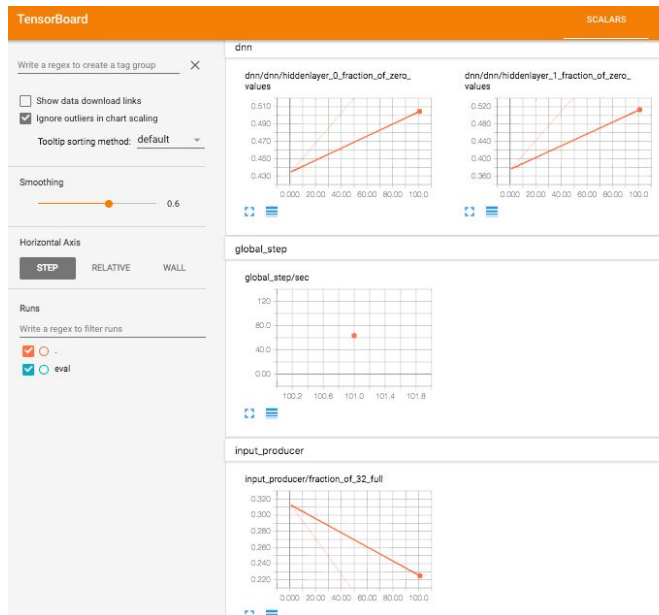 TensorBoard
SCALARS
Write a regex to create a tag group
Show data download links
Ignore outliers in chart scaling
Tooltip sorting method: default
Smoothing
0.6
Horizontal Axis
STEP RELATIVE WALL
Runs
Write a regex to filter runs
.
eval
dnn
dnn/dnn/hiddenlayer_0_fraction_of_zero_
values
0.510
0.490
0.470
0.450
0.430
0.000 20.00 40.00 60.00 80.00 100.0
dnn/dnn/hiddenlayer_1_fraction_of_zero_
values
0.520
0.480
0.440
0.400
0.360
0.000 20.00 40.00 60.00 80.00 100.0
global_step
global_step/sec
120
80.0
40.0
0.00
100.2 100.6 101.0 101.4 101.8
input_producer
input_producer/fraction_of_32_full
0.320
0.300
0.280
0.260
0.240
0.220
0.000 20.00 40.00 60.00 80.00 100.0